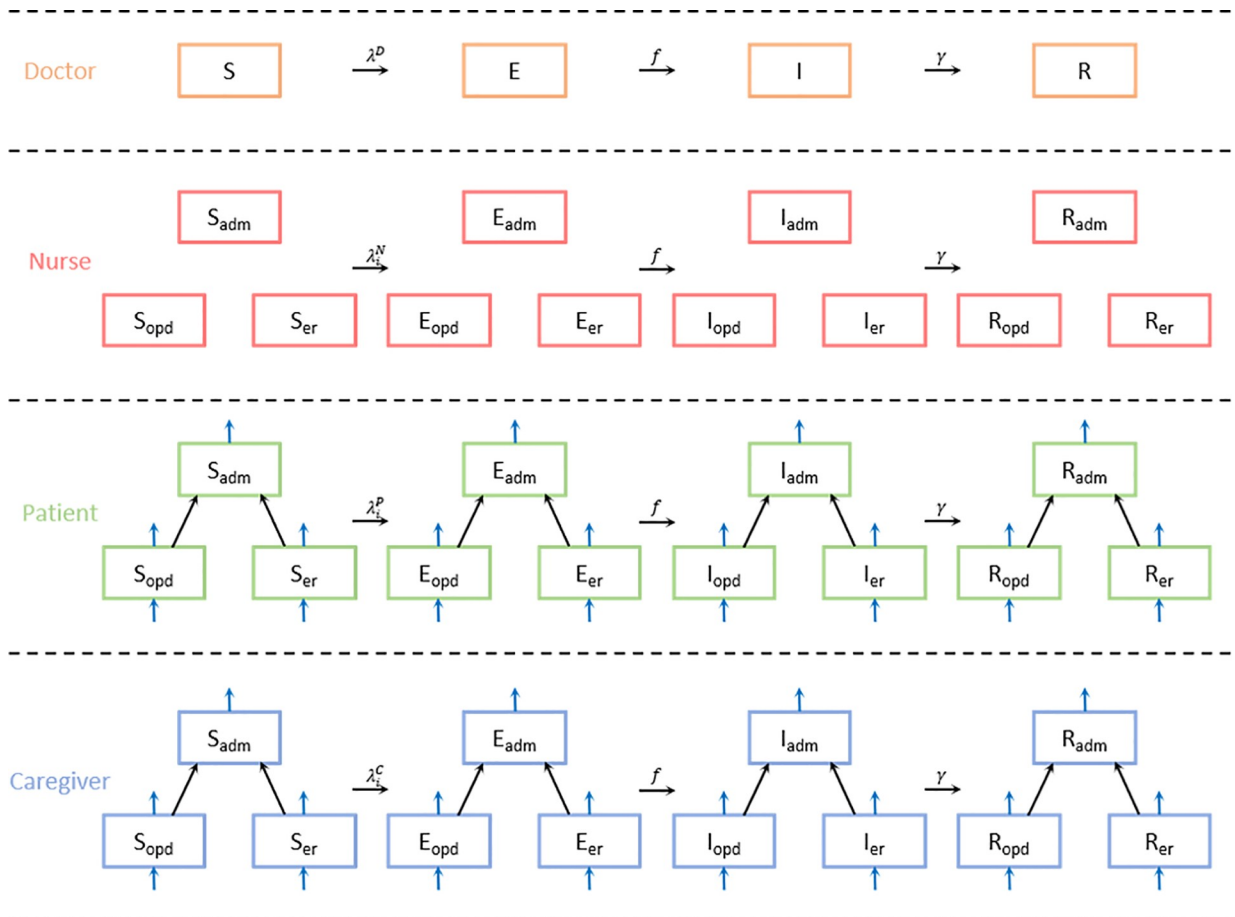 λ^D f γ
Doctor S E I R
S_adm E_adm I_adm R_adm
Nurse λ_i^N f γ
S_opd S_er E_opd E_er I_opd I_er R_opd R_er
S_adm E_adm I_adm R_adm
Patient λ_i^P f γ
S_opd S_er E_opd E_er I_opd I_er R_opd R_er
S_adm E_adm I_adm R_adm
Caregiver λ_i^C f γ
S_opd S_er E_opd E_er I_opd I_er R_opd R_er